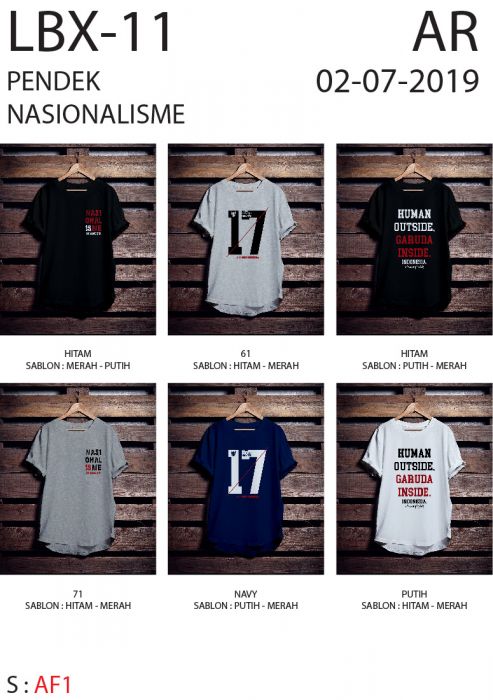 LBX-11
AR
PENDEK
02-07-2019
NASIONALISME
NASI
ONAL
ISME
17
HUMAN
OUTSIDE.
GARUDA
INSIDE.
INDONESIA.
HITAM
SABLON : MERAH - PUTIH
61
SABLON : HITAM - MERAH
HITAM
SABLON : PUTIH - MERAH
NASI
ONAL
ISME
17
HUMAN
OUTSIDE.
GARUDA
INSIDE.
INDONESIA.
71
SABLON : HITAM - MERAH
NAVY
SABLON : PUTIH - MERAH
PUTIH
SABLON : HITAM - MERAH
S : AF1